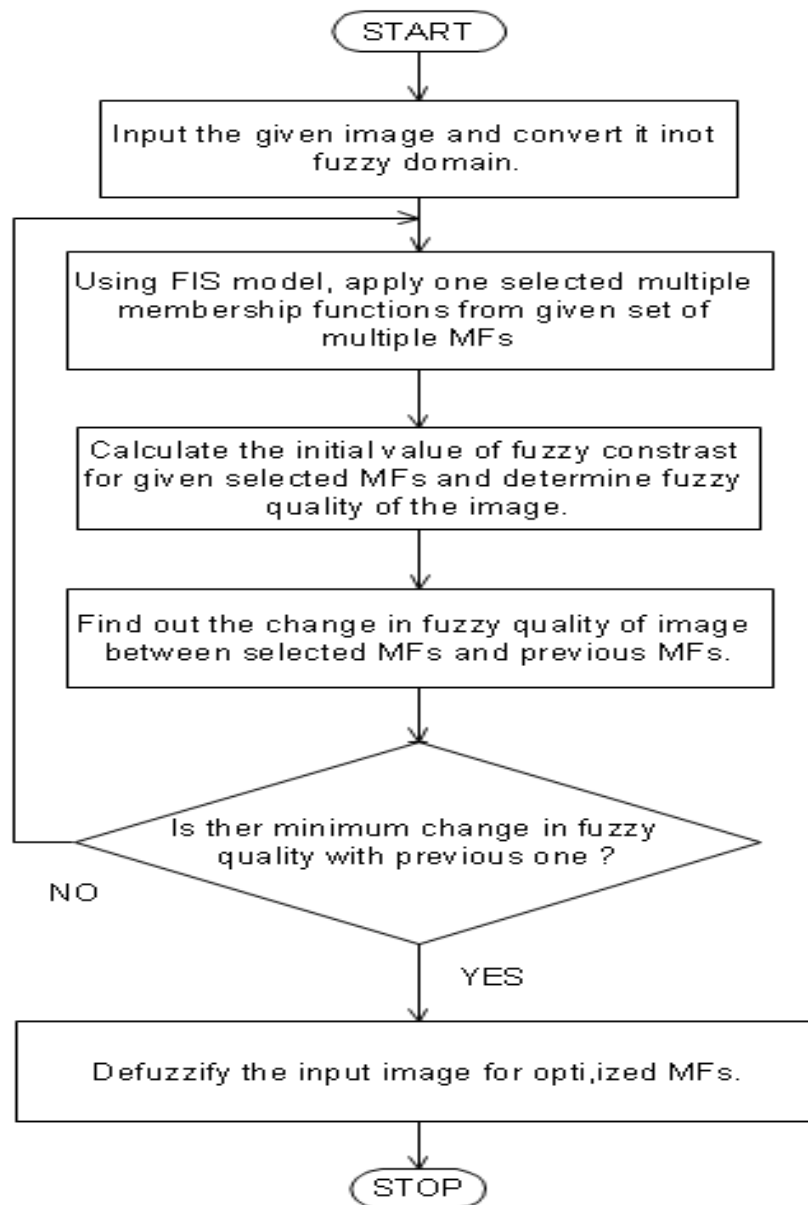 START
Input the given image and convert it inot
fuzzy domain.
Using FIS model, apply one selected multiple
membership functions from given set of
multiple MFs
Calculate the initial value of fuzzy constrast
for given selected MFs and determine fuzzy
quality of the image.
Find out the change in fuzzy quality of image
between selected MFs and previous MFs.
Is ther minimum change in fuzzy
quality with previous one ?
NO
YES
Defuzzify the input image for opti,ized MFs.
STOP